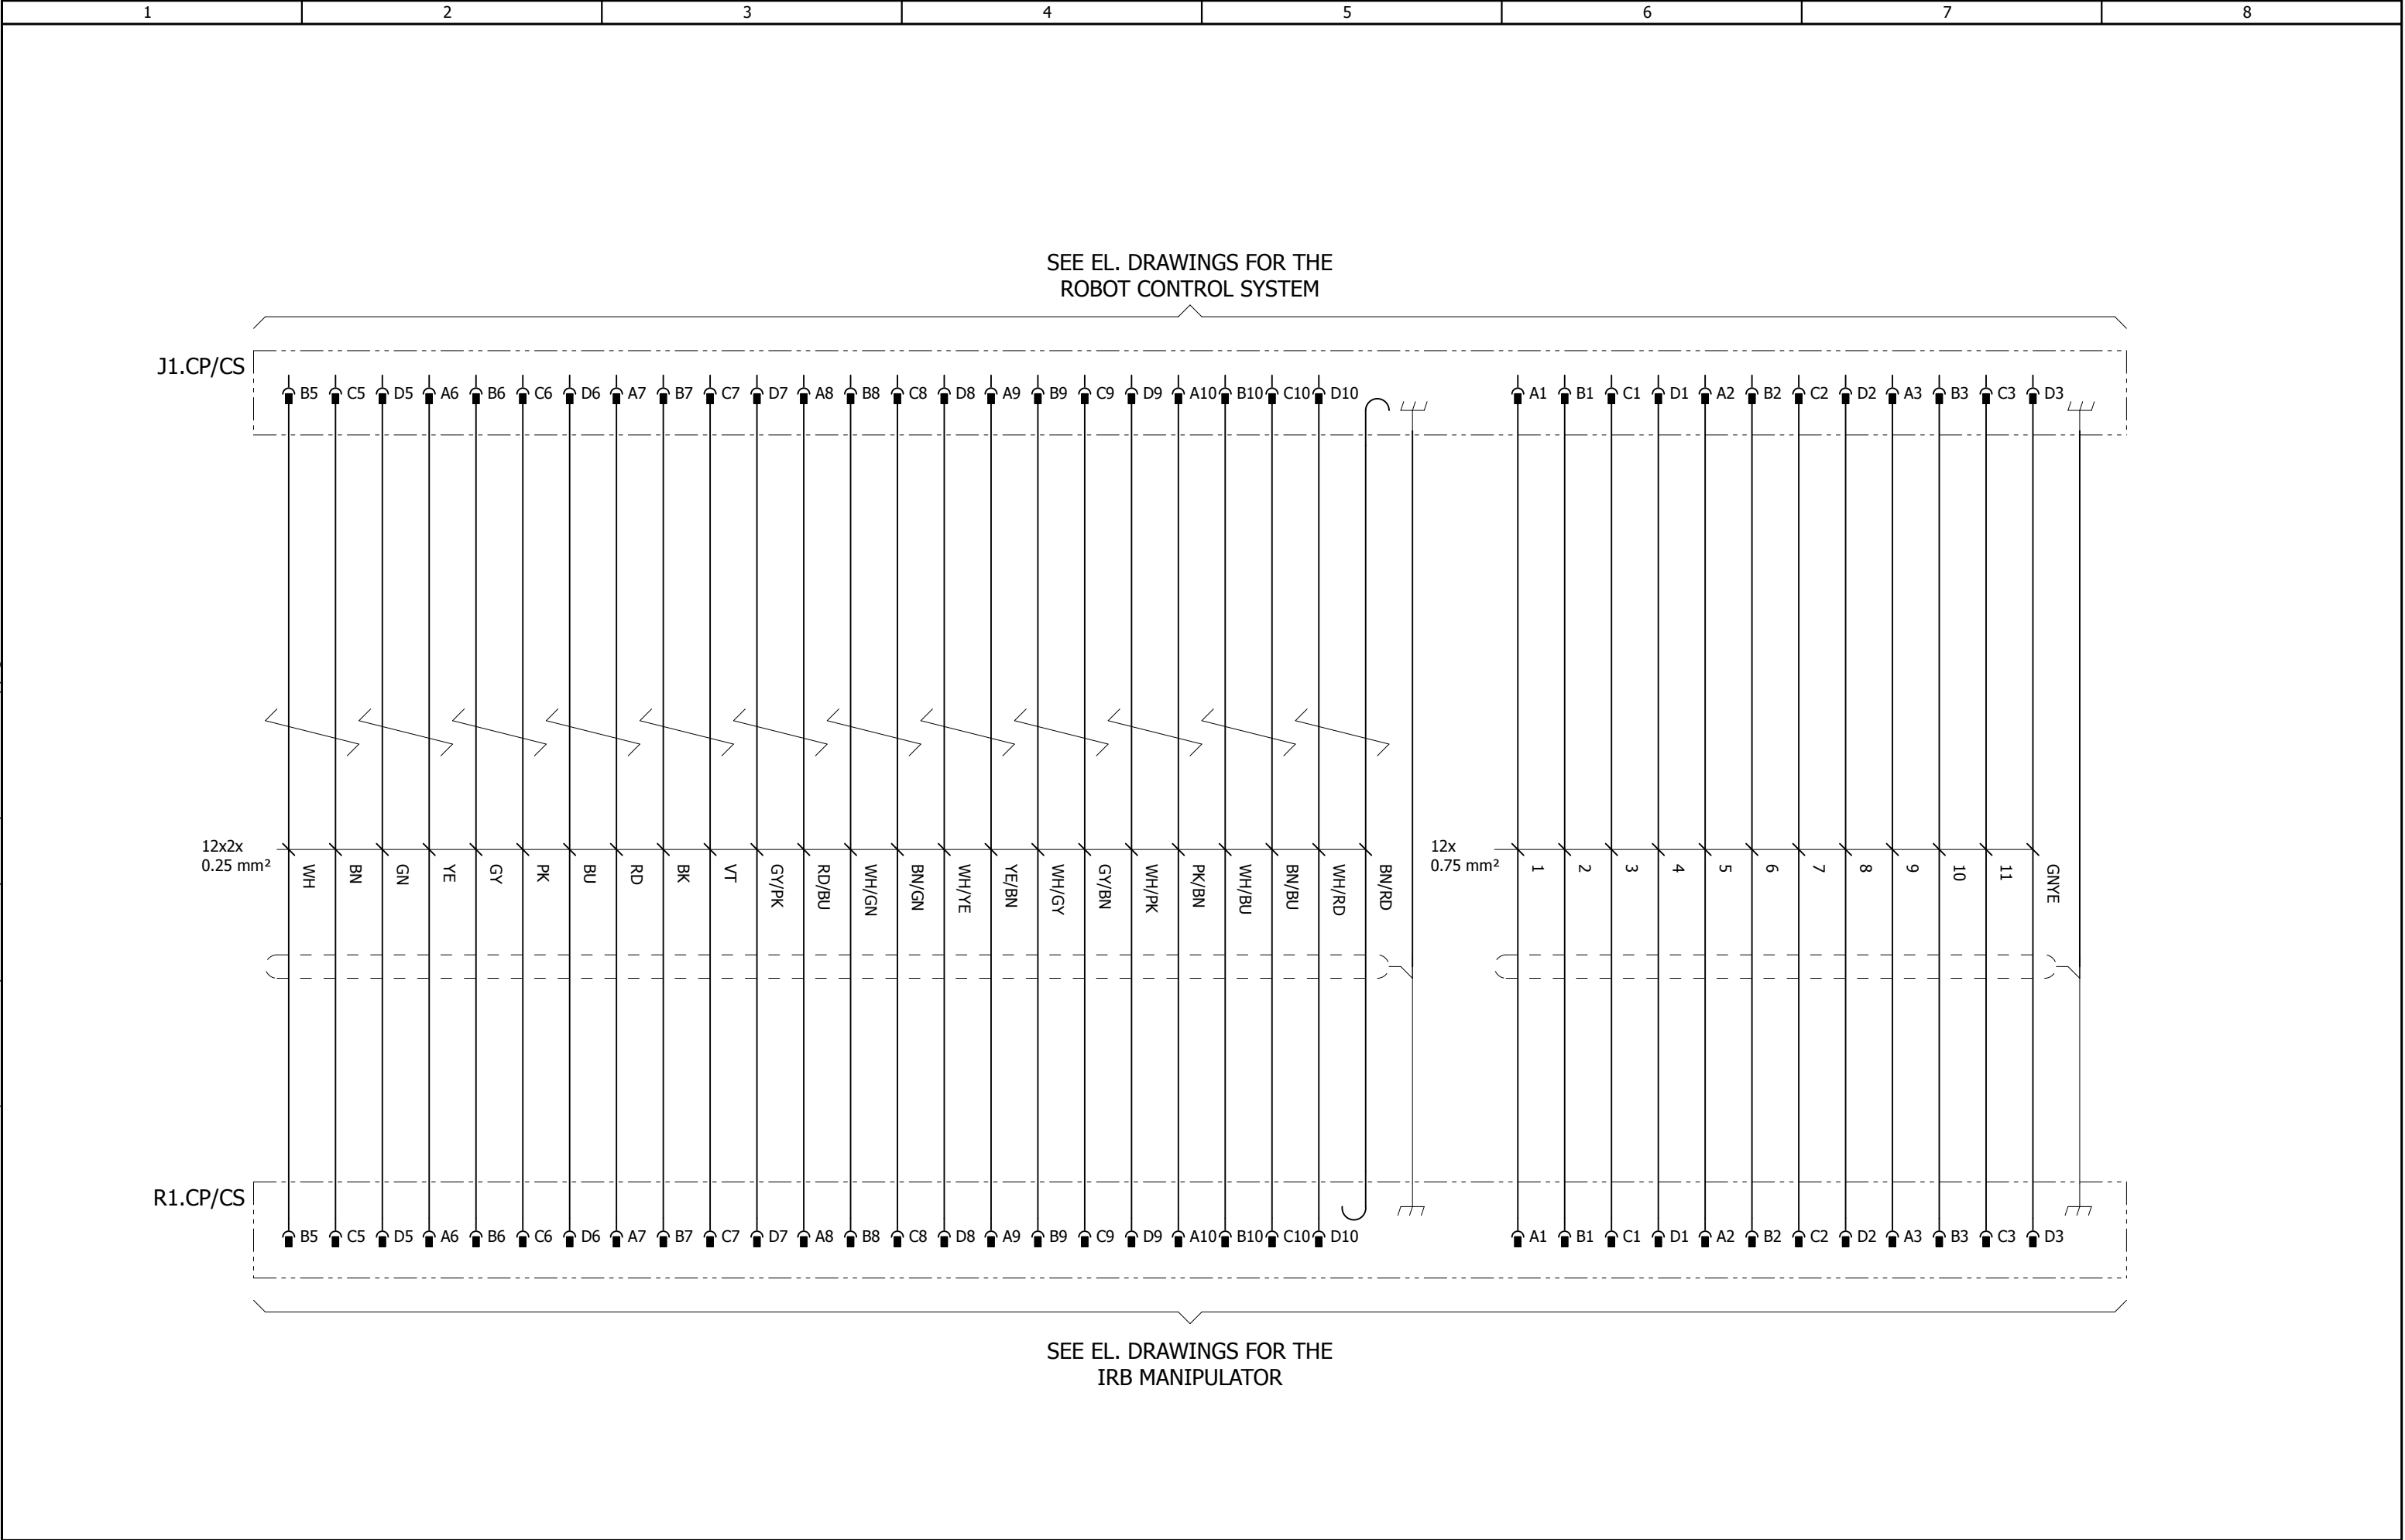 1 2 3 4 5 6 7 8
SEE EL. DRAWINGS FOR THE
ROBOT CONTROL SYSTEM
J1.CP/CS
B5 C5 D5 A6 B6 C6 D6 A7 B7 C7 D7 A8 B8 C8 D8 A9 B9 C9 D9 A10 B10 C10 D10 A1 B1 C1 D1 A2 B2 C2 D2 A3 B3 C3 D3
12x2x
0.25 mm²
WH
BN
GN
YE
GY
PK
BU
RD
BK
VT
GY/PK
RD/BU
WH/GN
BN/GN
WH/YE
YE/BN
WH/GY
GY/BN
WH/PK
PK/BN
WH/BU
BN/BU
WH/RD
BN/RD
12x
0.75 mm²
1
2
3
4
5
6
7
8
9
10
11
GNYE
R1.CP/CS
B5 C5 D5 A6 B6 C6 D6 A7 B7 C7 D7 A8 B8 C8 D8 A9 B9 C9 D9 A10 B10 C10 D10 A1 B1 C1 D1 A2 B2 C2 D2 A3 B3 C3 D3
SEE EL. DRAWINGS FOR THE
IRB MANIPULATOR